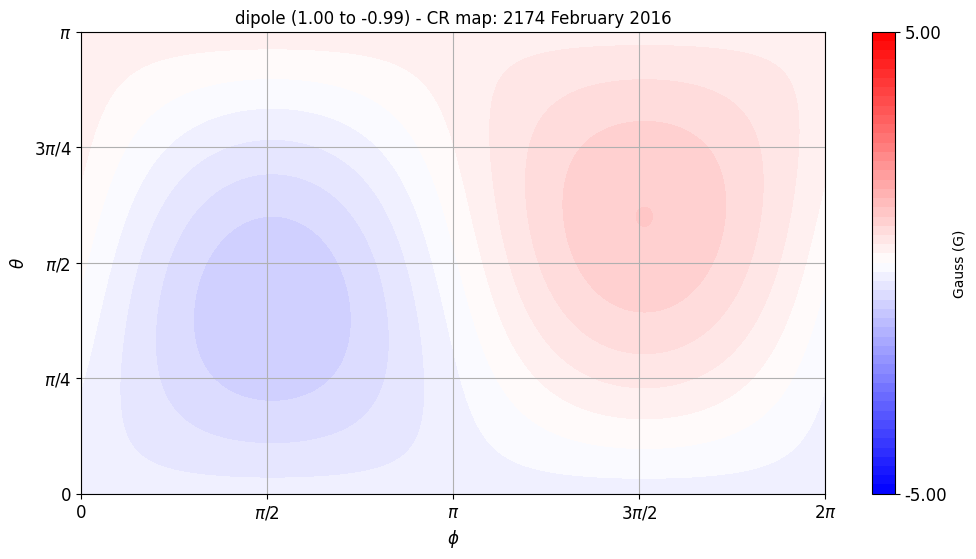 dipole (1.00 to -0.99) - CR map: 2174 February 2016
π
3π/4
π/2
π/4
0
θ
0
π/2
π
3π/2
2π
ϕ
5.00
-5.00
Gauss (G)